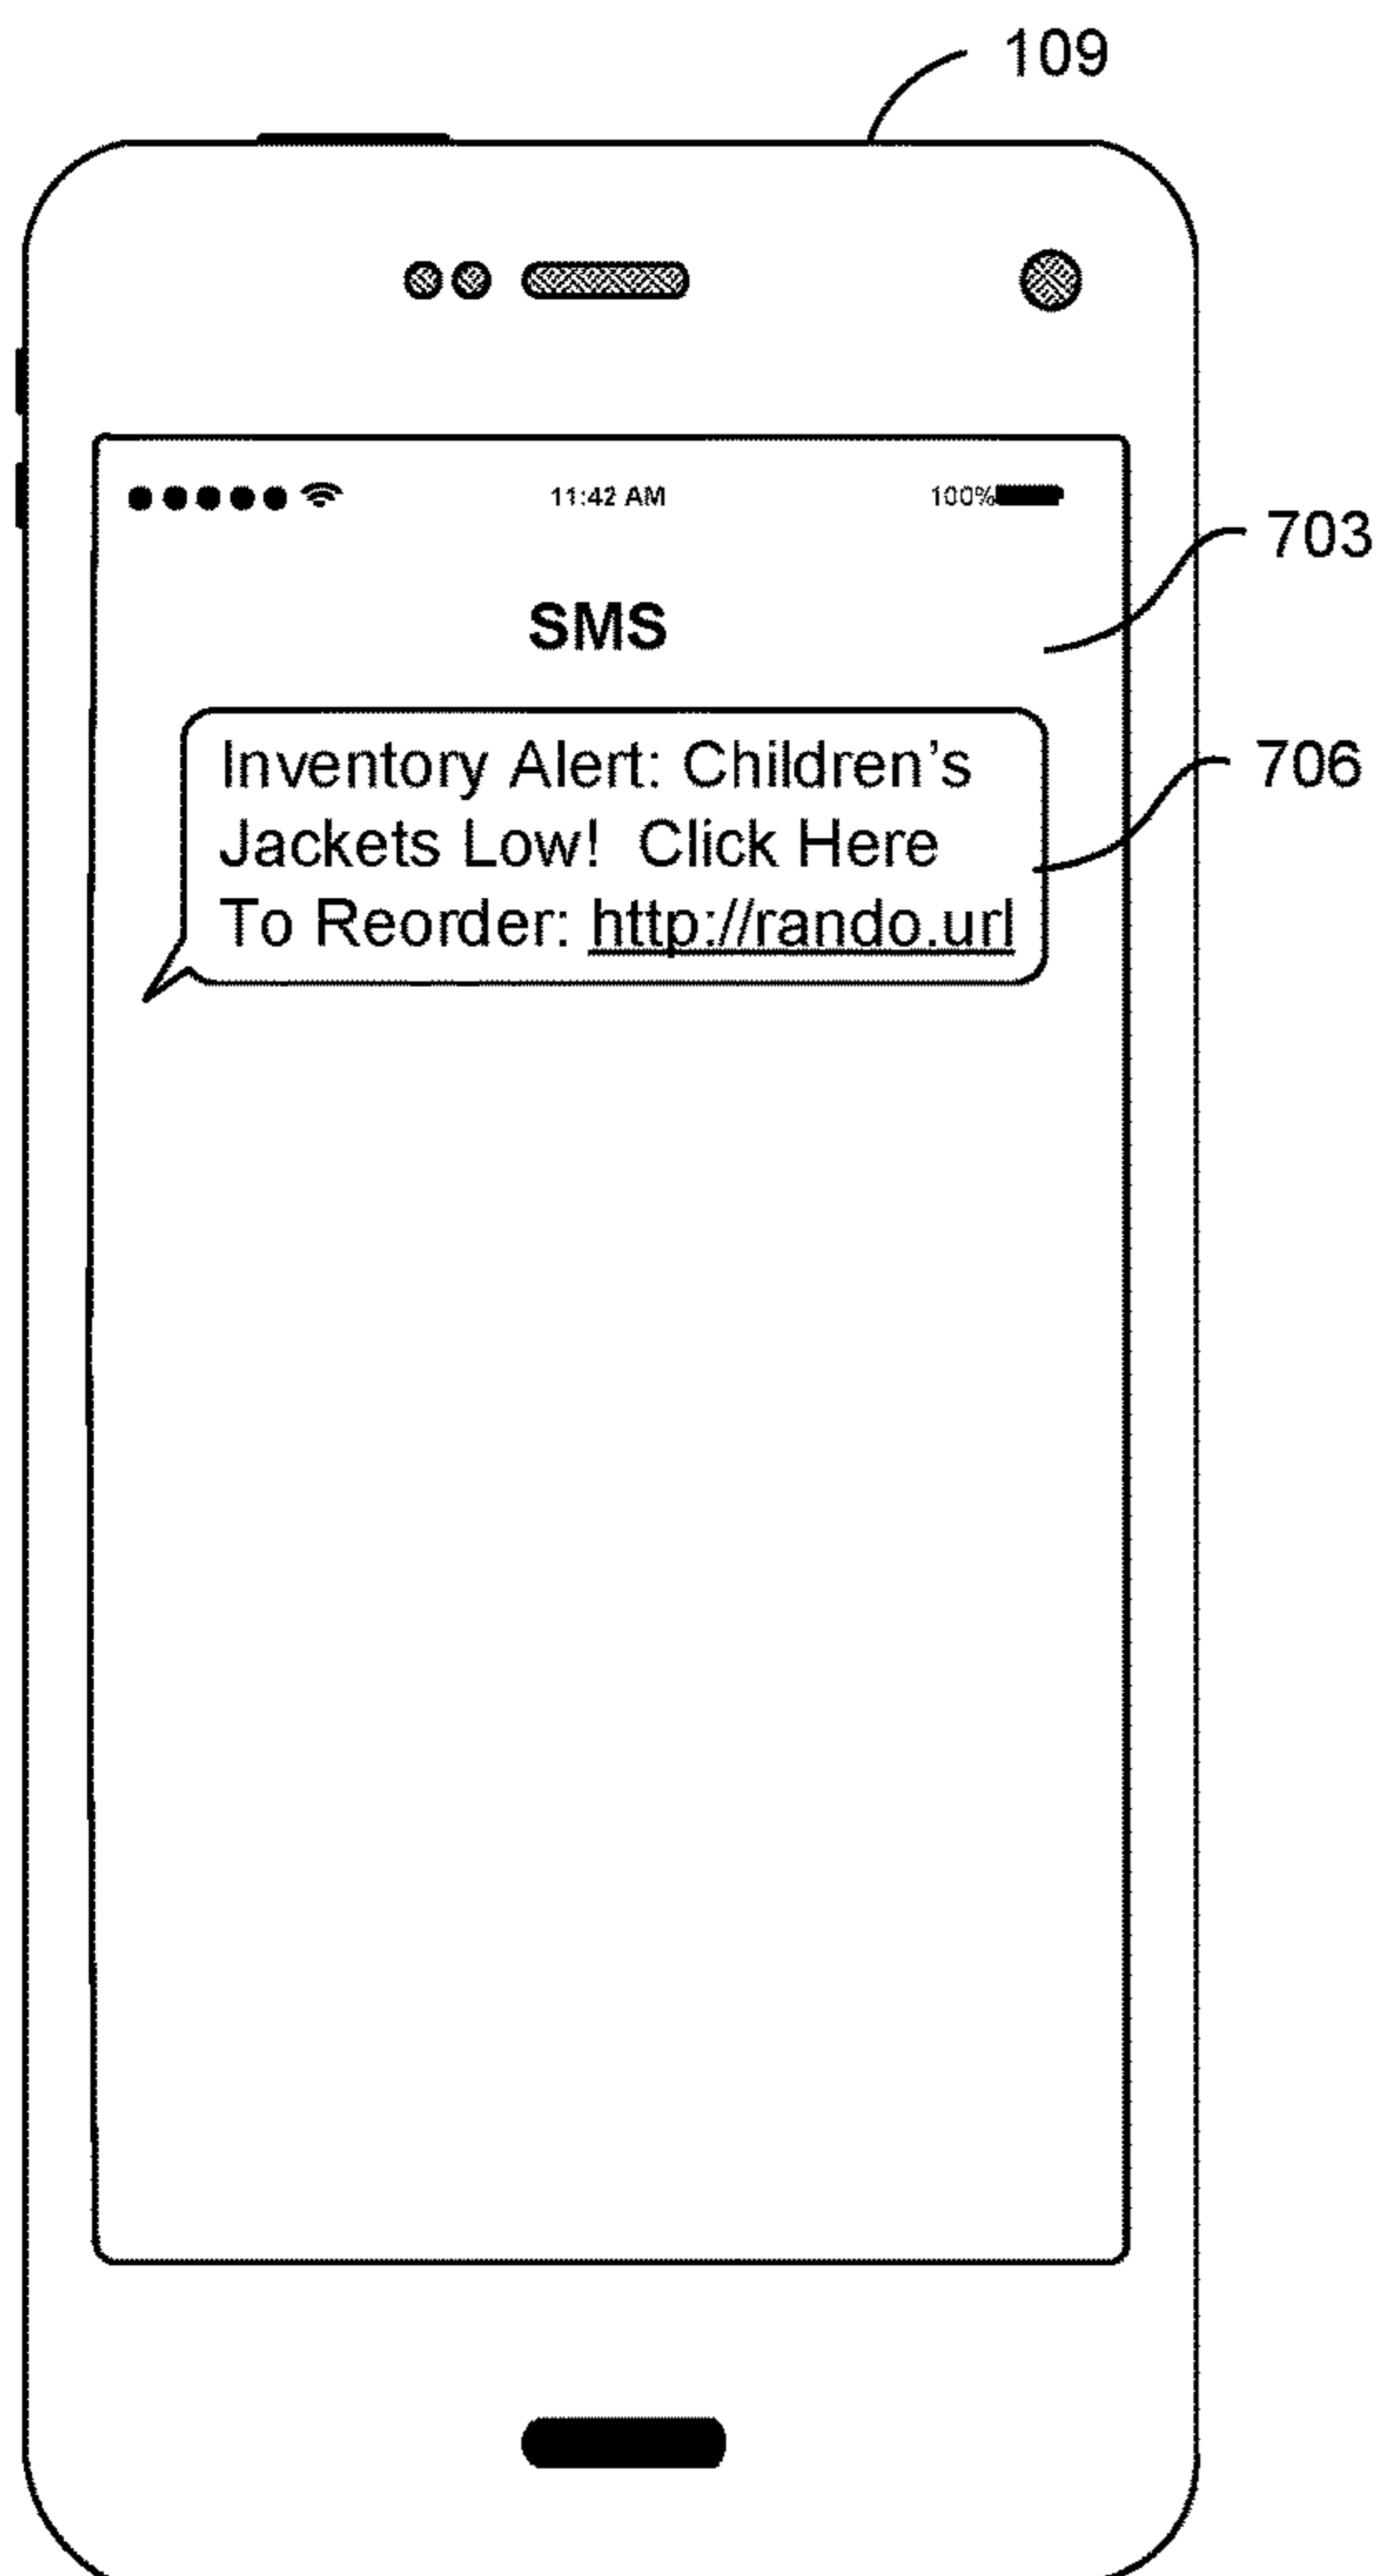 109
11:42 AM 100%
703
SMS
Inventory Alert: Children’s
706
Jackets Low!  Click Here
To Reorder: http://rando.url